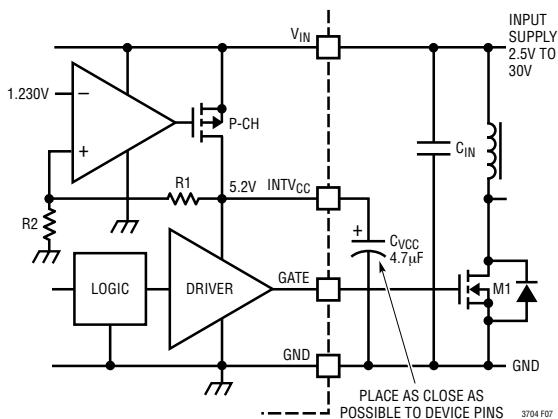 V_IN
INPUT
SUPPLY
2.5V TO
30V
1.230V
−
+
P-CH
C_IN
R1
5.2V
INTV_CC
R2
+
C_VCC
4.7µF
LOGIC
DRIVER
GATE
M1
GND
GND
PLACE AS CLOSE AS
POSSIBLE TO DEVICE PINS
3704 F07